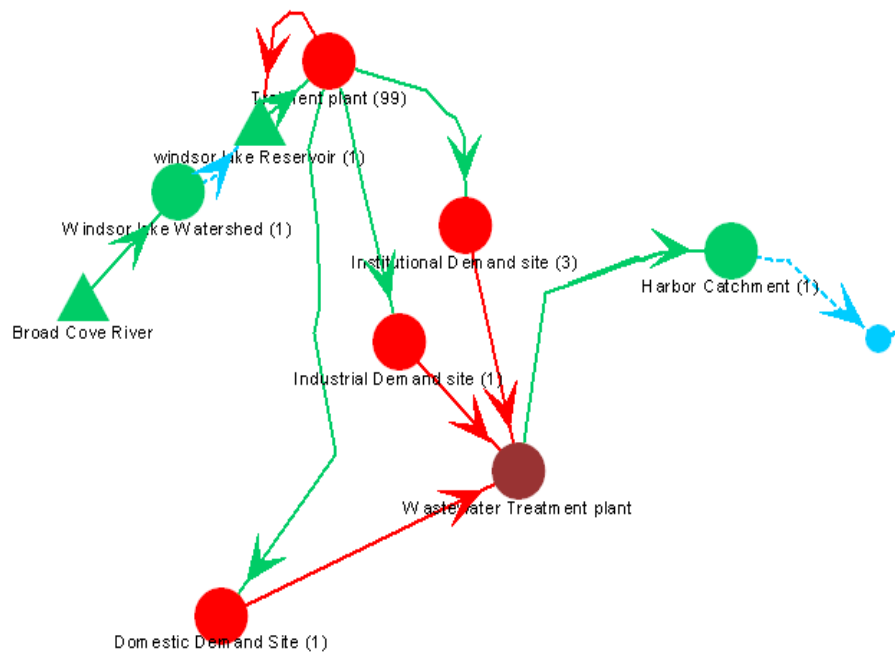 Tratment plant (99)
windsor lake Reservoir (1)
Windsor lake Watershed (1)
Institutional Demand site (3)
Harbor Catchment (1)
Broad Cove River
Industrial Demand site (1)
Wastewater Treatment plant
Domestic Demand Site (1)